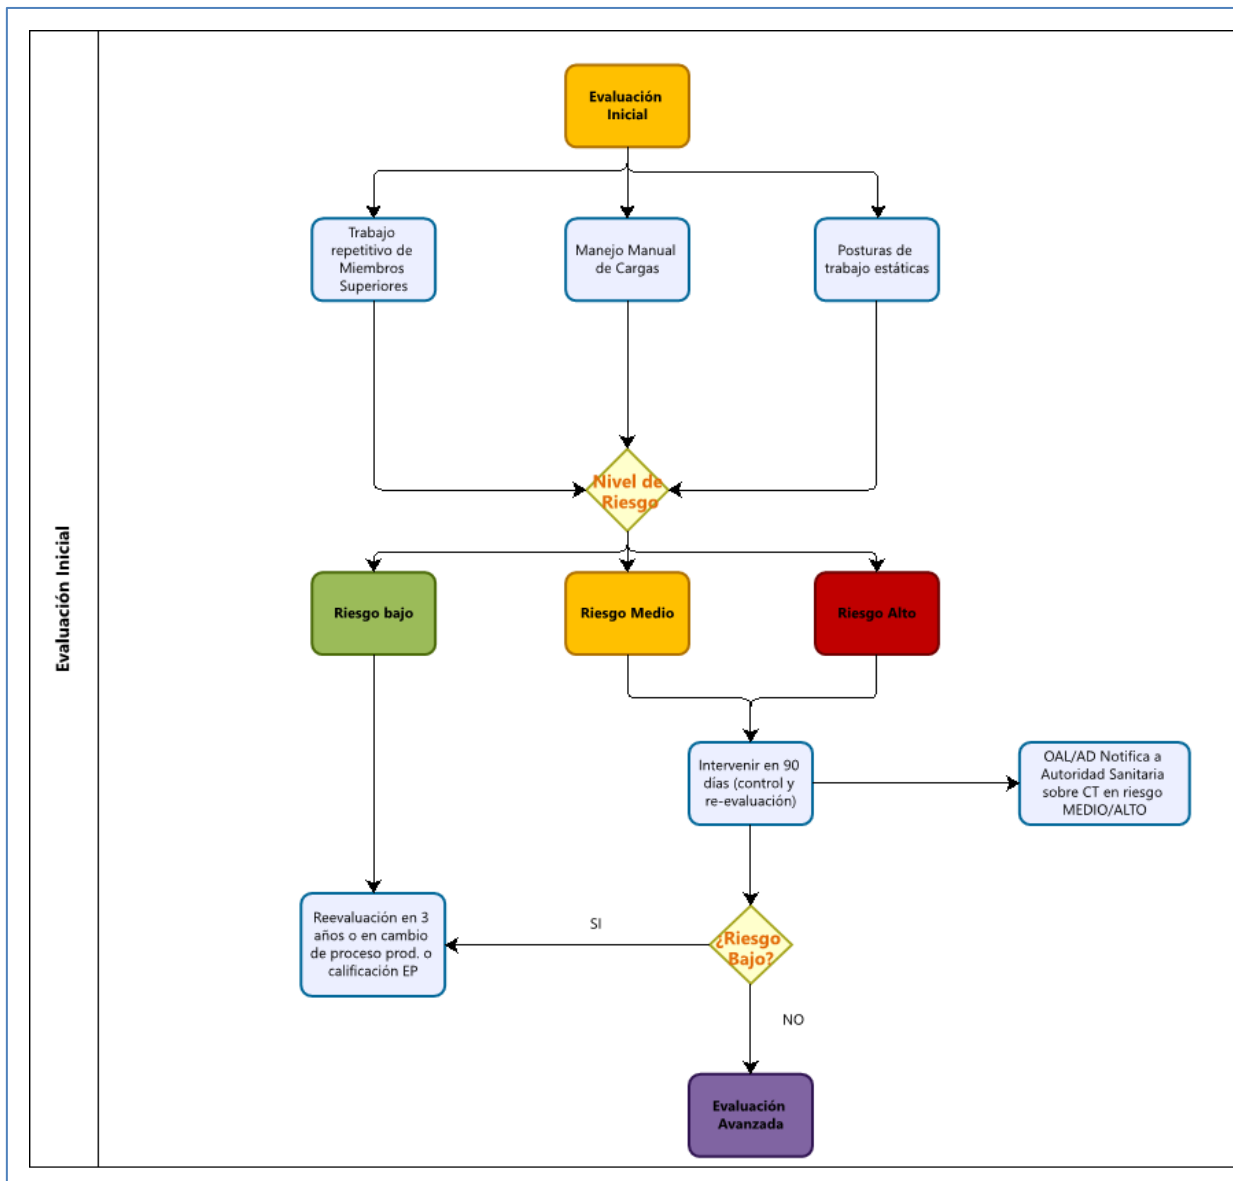 Evaluación Inicial
Evaluación
Inicial
Trabajo
repetitivo de
Miembros
Superiores
Manejo Manual
de Cargas
Posturas de
trabajo estáticas
Nivel de
Riesgo
Riesgo bajo
Riesgo Medio
Riesgo Alto
Intervenir en 90
días (control y
re-evaluación)
OAL/AD Notifica a
Autoridad Sanitaria
sobre CT en riesgo
MEDIO/ALTO
Reevaluación en 3
años o en cambio
de proceso prod. o
calificación EP
SI
¿Riesgo
Bajo?
NO
Evaluación
Avanzada